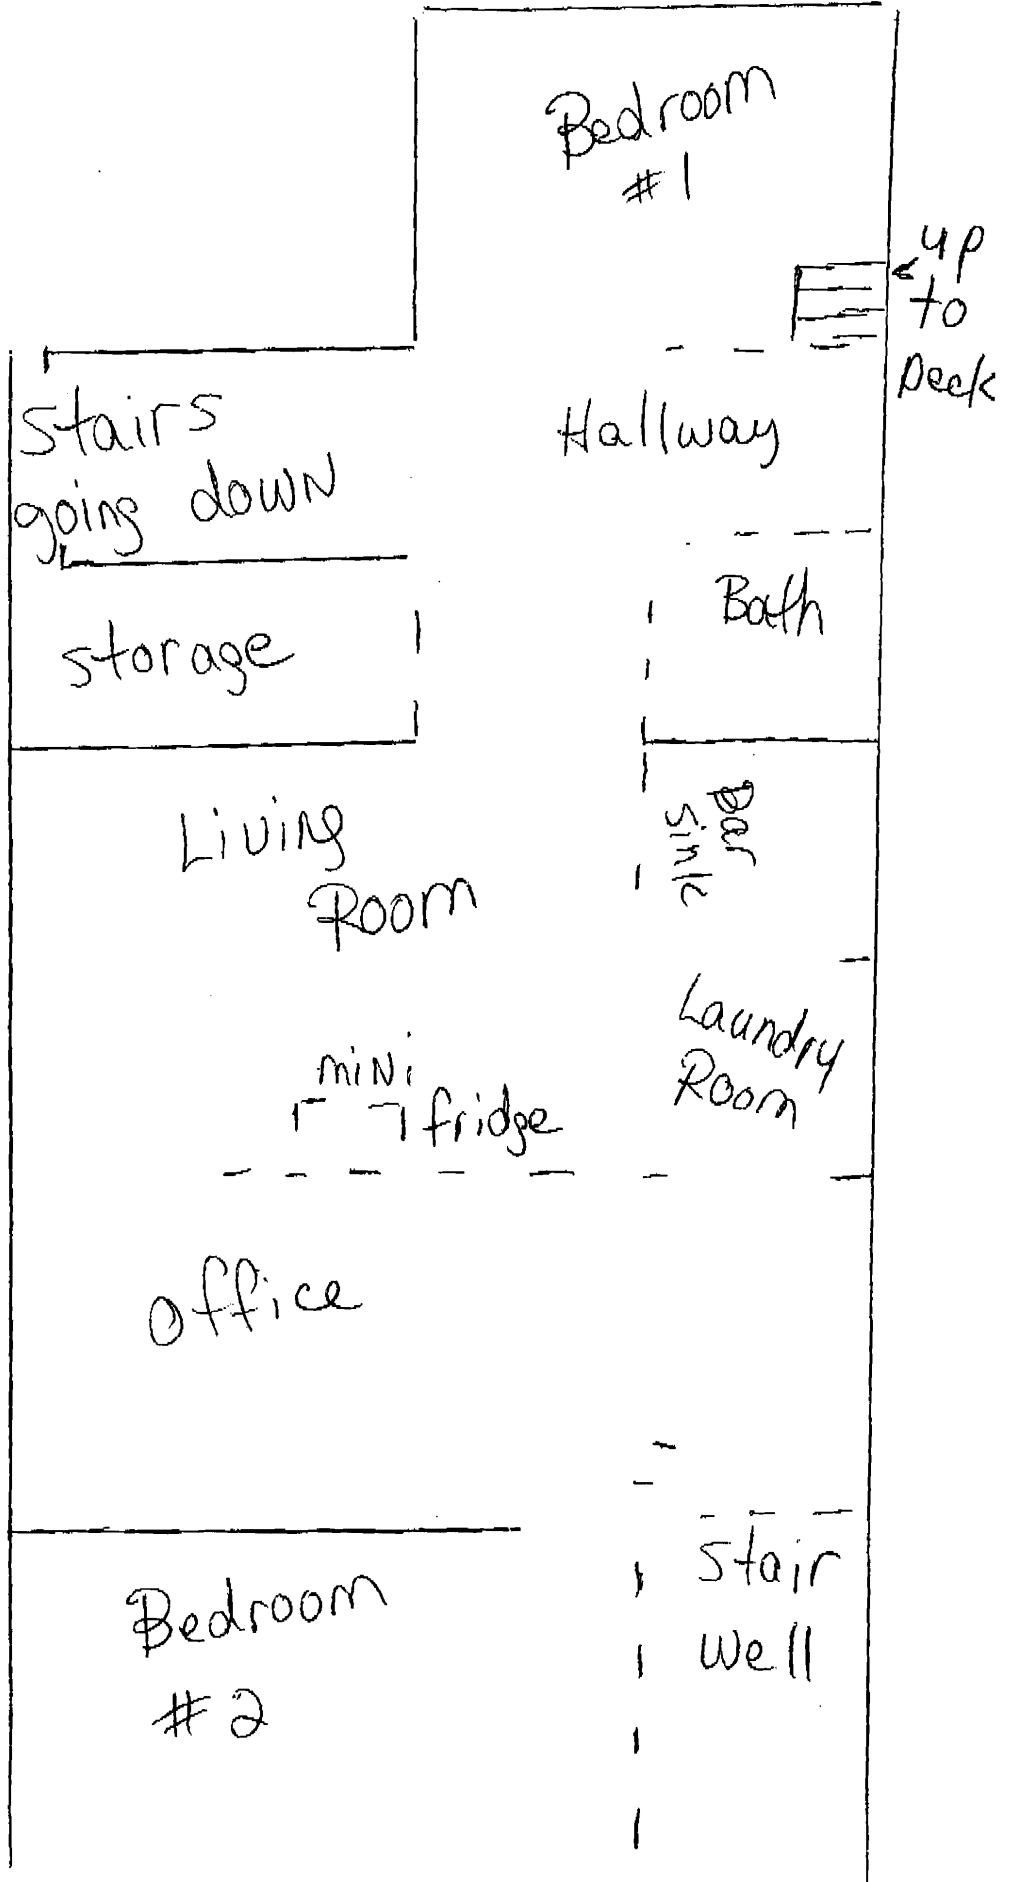 Bedroom
#1
up
to
Deck
Stairs
going down
Hallway
Bath
storage
Bar
Sink
Living
Room
Laundry
Room
miNi
fridge
Office
Bedroom
#2
Stair
Well